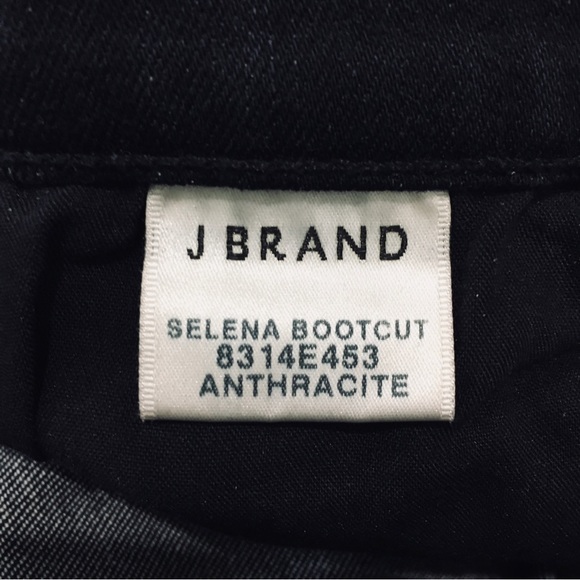 J BRAND
SELENA BOOTCUT
8314E453
ANTHRACITE